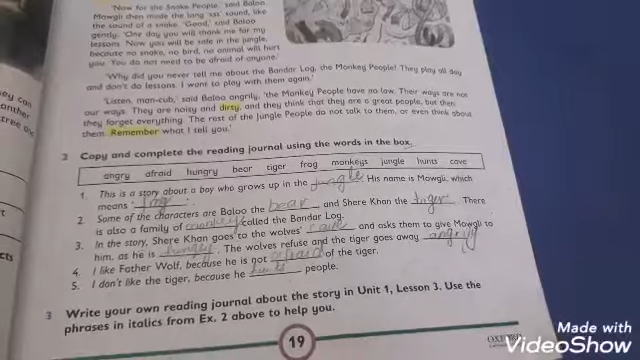 'Now for the Snake People,' said Baloo
Mowgli then made the long 'sss' sound, like
the sound of a snake. 'Good,' said Baloo
gently. 'One day you will thank me for my
lessons. Now you will be safe in the jungle,
because no snake, no bird, no animal will hurt
you. You do not need to be afraid of anyone.'
'Why did you never tell me about the Bandar Log, the Monkey People? They play all day
and don't do lessons. I want to play with them again.'
'Listen, man-cub,' said Baloo angrily, 'the Monkey People have no law. Their ways are not
our ways. They are noisy and dirty, and they think that they are a great people, but then
they forget everything. The rest of the Jungle People do not talk to them, or even think about
them. Remember what I tell you.'
ey can
anther
tree and
t
cts
2 Copy and complete the reading journal using the words in the box.
angry afraid hungry bear tiger frog monkeys jungle hunts cave
1. This is a story about a boy who grows up in the jungle. His name is Mowgli, which
means 'frog'.
2 Some of the characters are Baloo the bear and Shere Khan the tiger. There
is also a family of monkeys called the Bandar Log.
3. In the story, Shere Khan goes to the wolves' cave and asks them to give Mowgli to
him, as he is hungry. The wolves refuse and the tiger goes away angry
4. I like Father Wolf, because he is not afraid of the tiger.
5. I don't like the tiger, because he hunts people.
3 Write your own reading journal about the story in Unit 1, Lesson 3. Use the
phrases in italics from Ex. 2 above to help you.
19
OXFORD
Made with
VideoShow